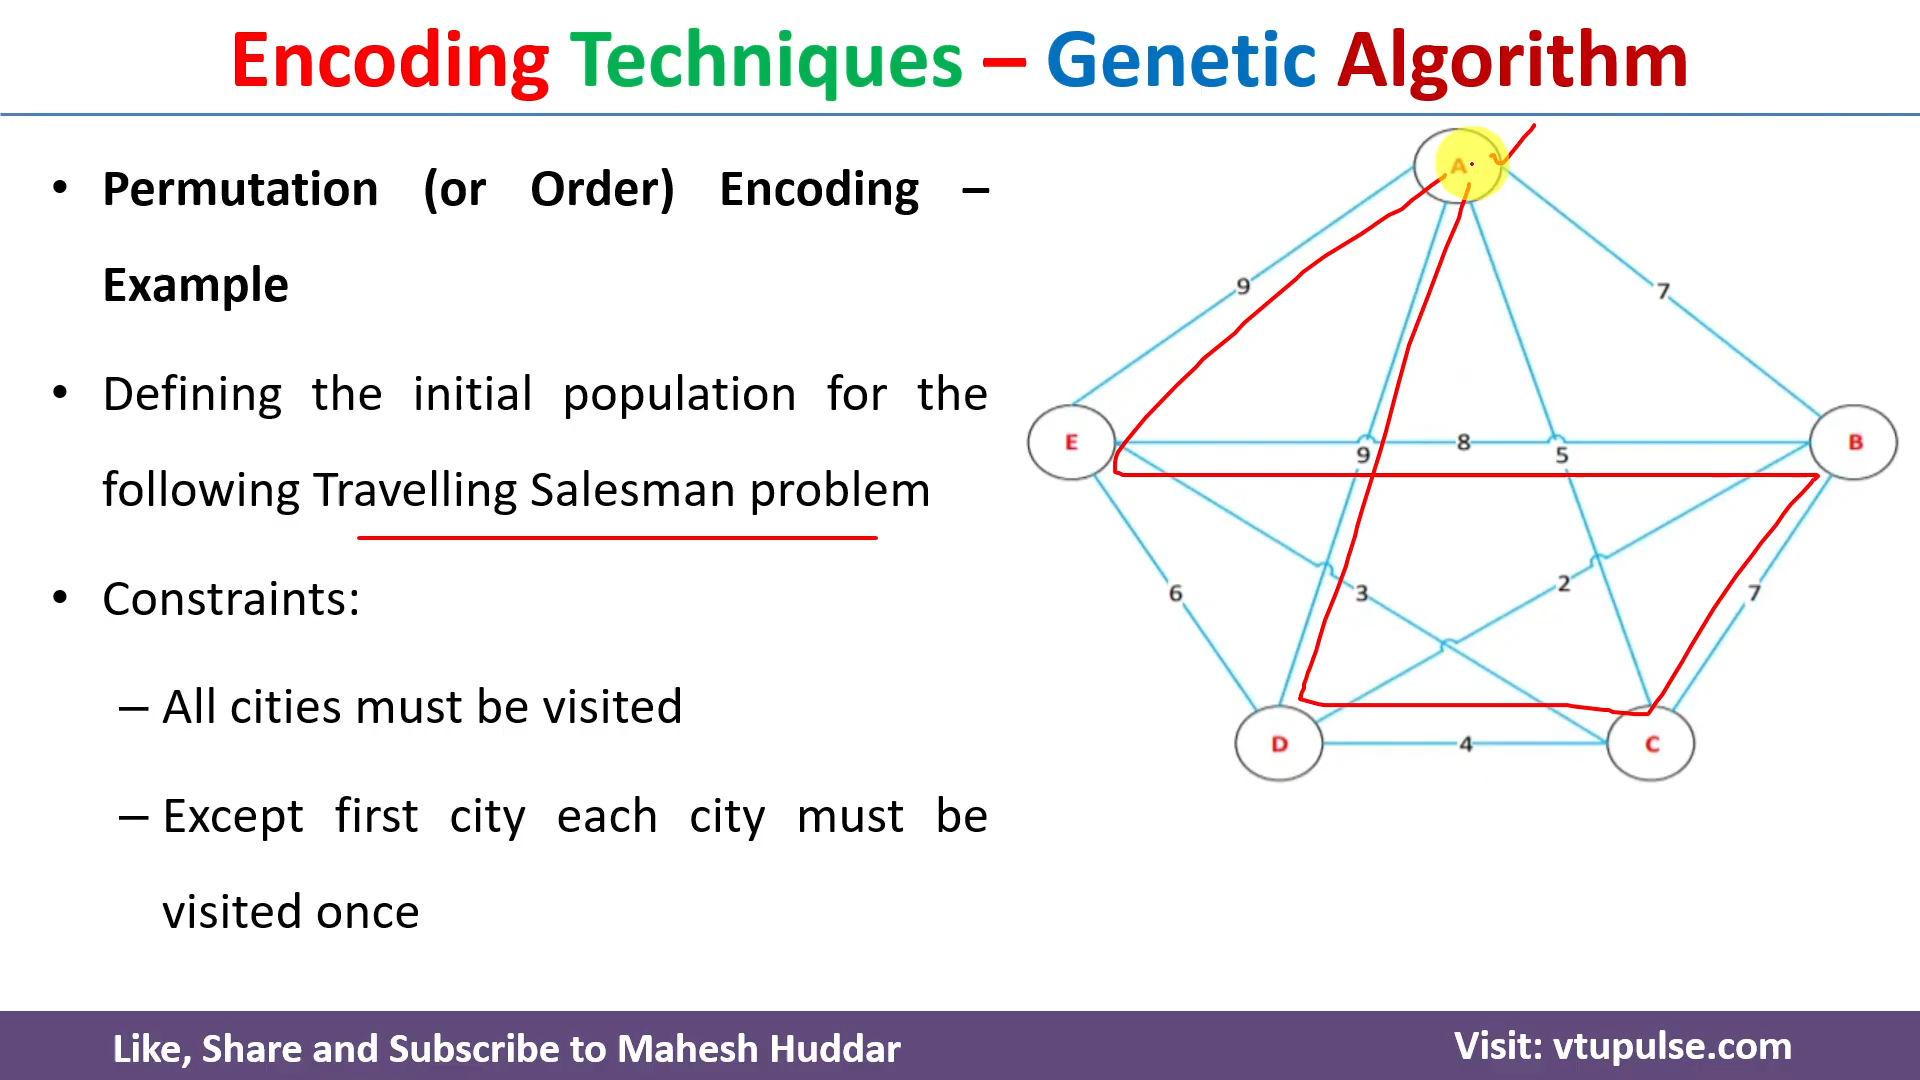 Encoding Techniques – Genetic Algorithm
• Permutation (or Order) Encoding –
Example
• Defining the initial population for the
following Travelling Salesman problem
• Constraints:
– All cities must be visited
– Except first city each city must be
visited once
A
9
7
E
8
B
9
5
6
3
2
7
D
4
C
Like, Share and Subscribe to Mahesh Huddar
Visit: vtupulse.com